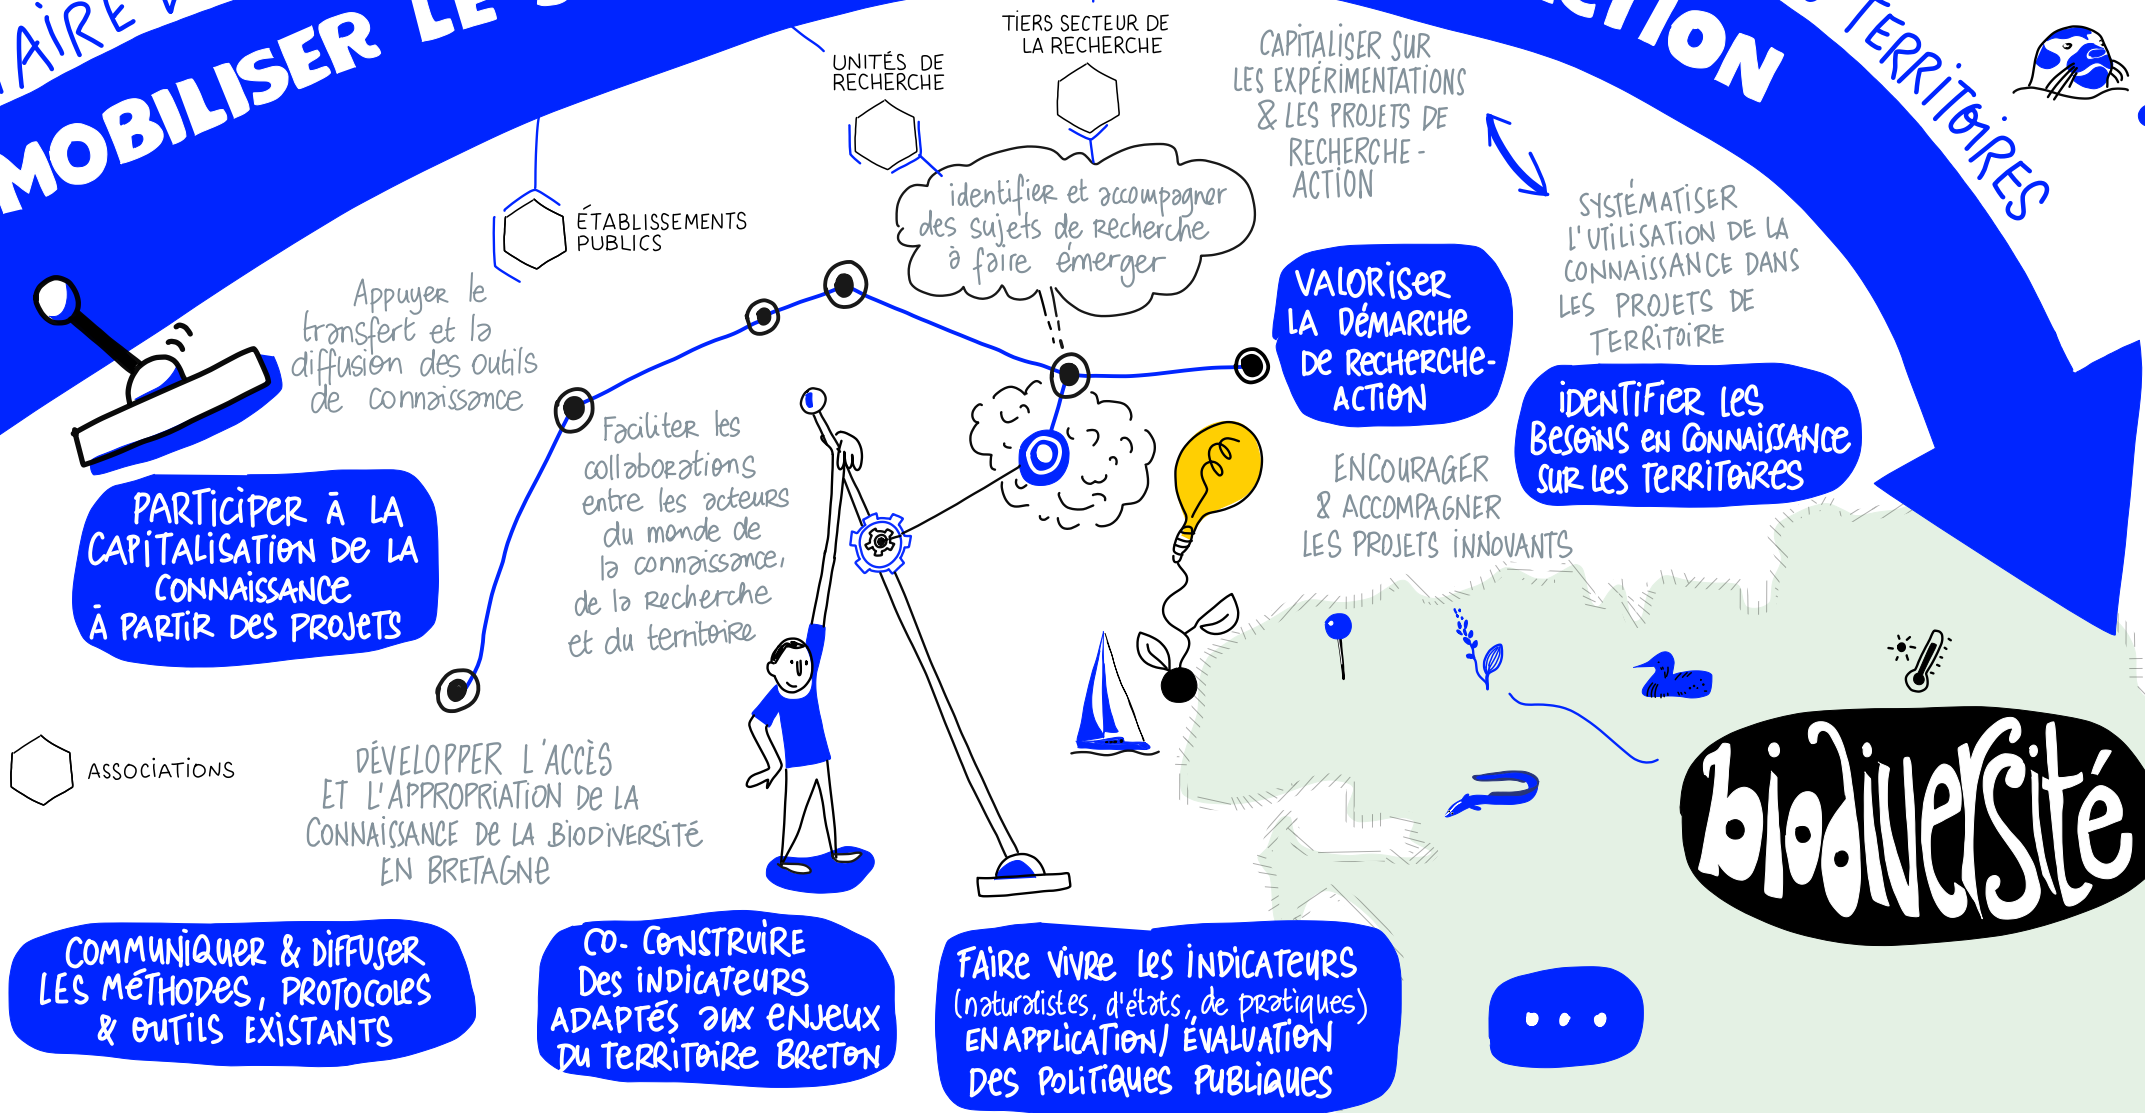 AIRE
MOBILISER LE
CTION
TERRITOIRES
TIERS SECTEUR DE
LA RECHERCHE
UNITÉS DE
RECHERCHE
ÉTABLISSEMENTS
PUBLICS
CAPITALISER SUR
LES EXPÉRIMENTATIONS
& LES PROJETS DE
RECHERCHE-
ACTION
identifier et accompagner
des sujets de recherche
à faire émerger
SYSTÉMATISER
L'UTILISATION DE LA
CONNAISSANCE DANS
LES PROJETS DE
TERRITOIRE
Appuyer le
transfert et la
diffusion des outils
de connaissance
VALORISER
LA DÉMARCHE
DE RECHERCHE-
ACTION
IDENTIFIER LES
BESOINS EN CONNAISSANCE
SUR LES TERRITOIRES
Faciliter les
collaborations
entre les acteurs
du monde de
la connaissance,
de la recherche
et du territoire
ENCOURAGER
& ACCOMPAGNER
LES PROJETS INNOVANTS
PARTICIPER À LA
CAPITALISATION DE LA
CONNAISSANCE
À PARTIR DES PROJETS
ASSOCIATIONS
DÉVELOPPER L'ACCÈS
ET L'APPROPRIATION DE LA
CONNAISSANCE DE LA BIODIVERSITÉ
EN BRETAGNE
biodiversité
COMMUNIQUER & DIFFUSER
LES MÉTHODES, PROTOCOLES
& OUTILS EXISTANTS
CO-CONSTRUIRE
DES INDICATEURS
ADAPTÉS aux ENJEUX
DU TERRITOIRE BRETON
FAIRE VIVRE LES INDICATEURS
(naturalistes, d'états, de pratiques)
EN APPLICATION/ ÉVALUATION
DES POLITIQUES PUBLIQUES
...